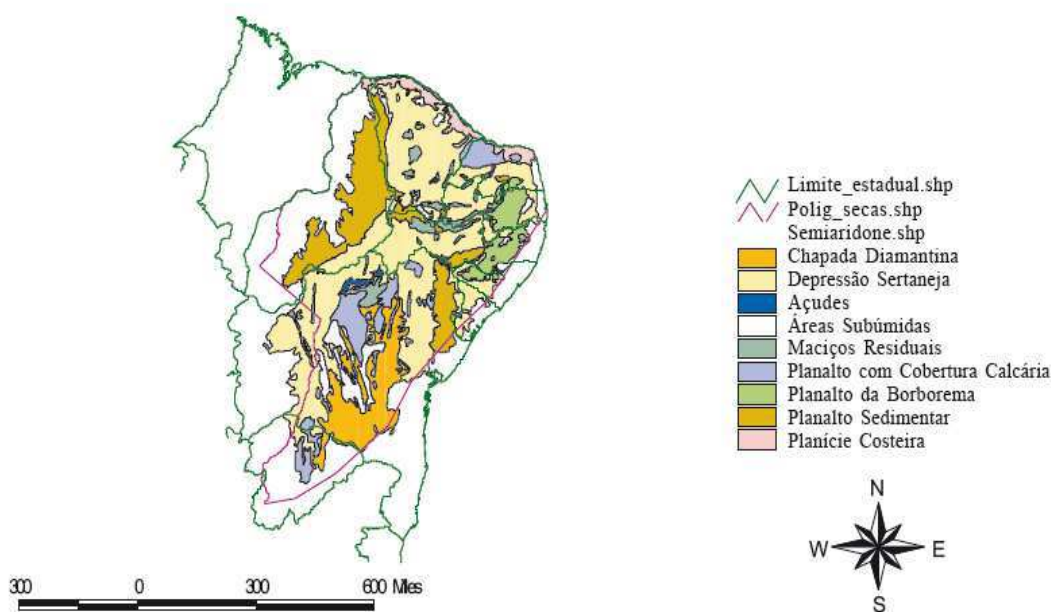 Limite_estadual.shp
Polig_secas.shp
Semiaridone.shp
Chapada Diamantina
Depressão Sertaneja
Açudes
Áreas Subúmidas
Maciços Residuais
Planalto com Cobertura Calcária
Planalto da Borborema
Planalto Sedimentar
Planície Costeira
N
W E
S
300 0 300 600 Miles